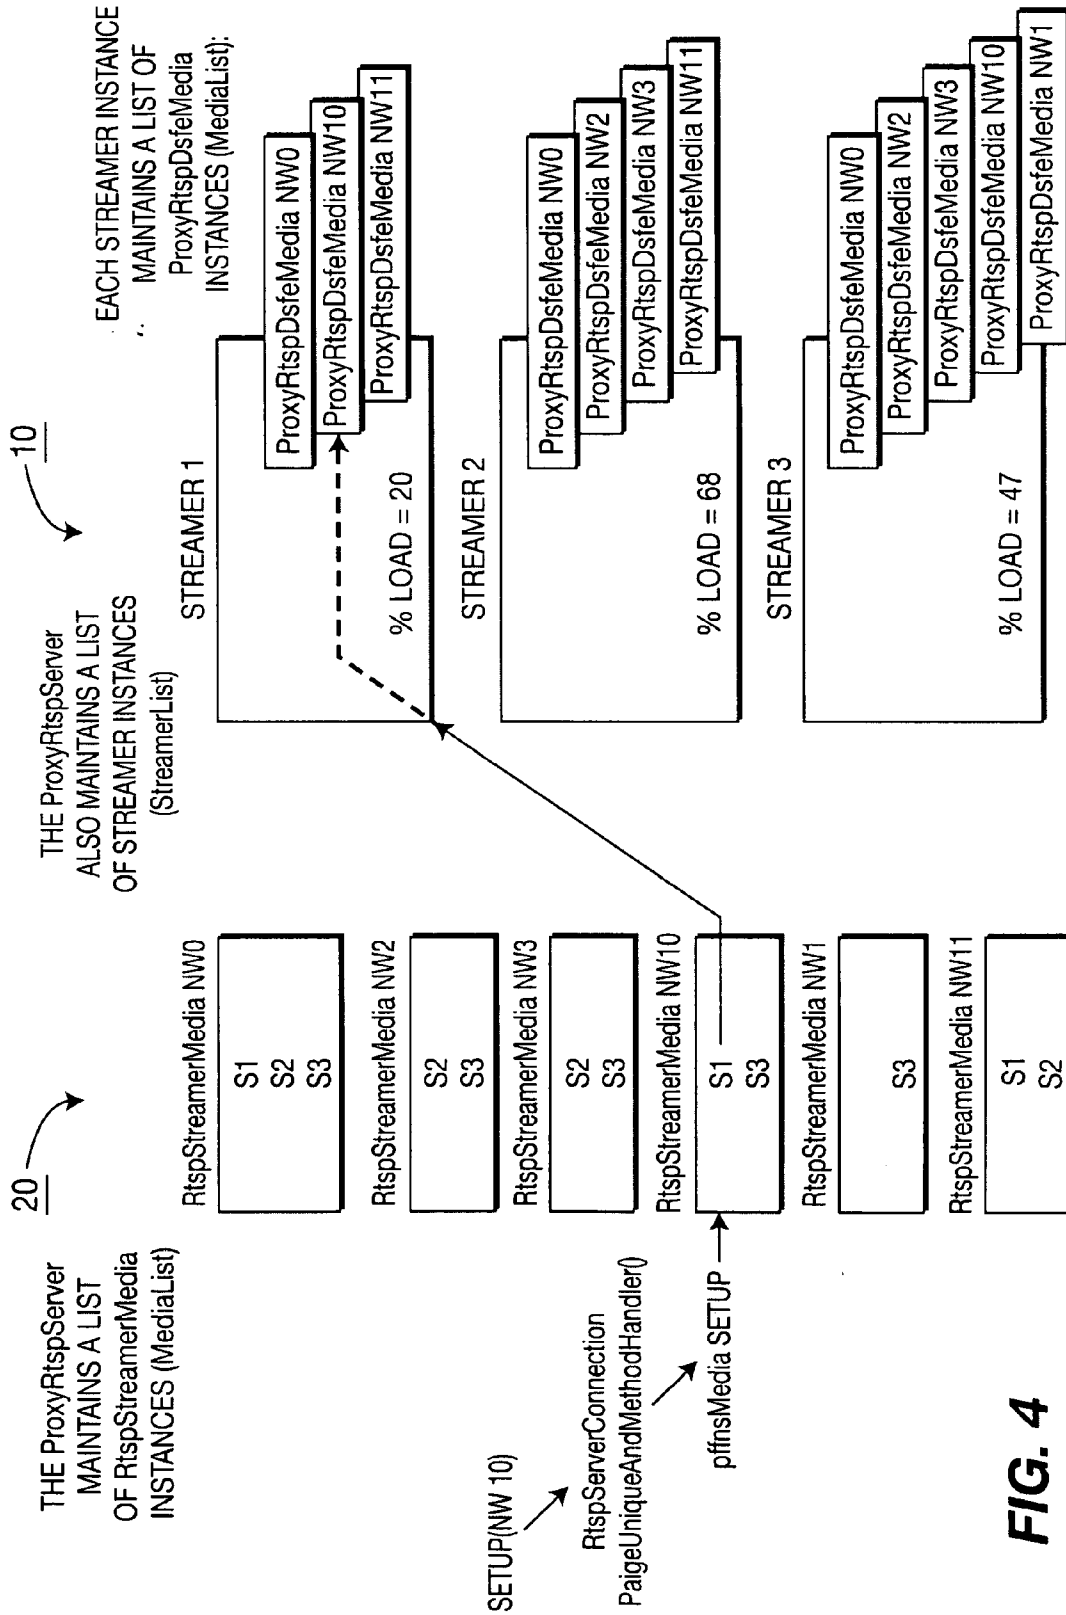 20
THE ProxyRtspServer
MAINTAINS A LIST
OF RtspStreamerMedia
INSTANCES (MediaList)
10
THE ProxyRtspServer
ALSO MAINTAINS A LIST
OF STREAMER INSTANCES
(StreamerList)
EACH STREAMER INSTANCE
MAINTAINS A LIST OF
ProxyRtspDsfeMedia
INSTANCES (MediaList):
SETUP(NW 10)
RtspServerConnection
PaigeUniqueAndMethodHandler()
pffnsMedia SETUP
RtspStreamerMedia NW0
S1
S2
S3
RtspStreamerMedia NW2
S2
S3
RtspStreamerMedia NW3
S2
S3
RtspStreamerMedia NW10
S1
S3
RtspStreamerMedia NW1
S3
RtspStreamerMedia NW11
S1
S2
STREAMER 1
ProxyRtspDsfeMedia NW0
ProxyRtspDsfeMedia NW10
ProxyRtspDsfeMedia NW11
% LOAD = 20
STREAMER 2
ProxyRtspDsfeMedia NW0
ProxyRtspDsfeMedia NW2
ProxyRtspDsfeMedia NW3
ProxyRtspDsfeMedia NW11
% LOAD = 68
STREAMER 3
ProxyRtspDsfeMedia NW0
ProxyRtspDsfeMedia NW2
ProxyRtspDsfeMedia NW3
ProxyRtspDsfeMedia NW10
ProxyRtspDsfeMedia NW1
% LOAD = 47
FIG. 4